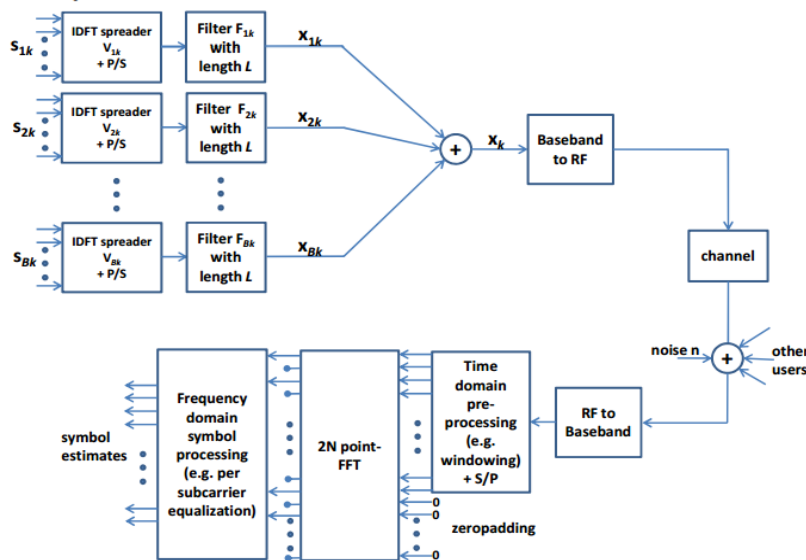 S1k
IDFT spreader
V1k
+ P/S
Filter F1k
with
length L
x1k
S2k
IDFT spreader
V2k
+ P/S
Filter F2k
with
length L
x2k
+
xk
Baseband
to RF
SBk
IDFT spreader
VBk
+ P/S
Filter FBk
with
length L
xBk
channel
noise n
+
other
users
symbol
estimates
Frequency
domain
symbol
processing
(e.g. per
subcarrier
equalization)
2N point-
FFT
Time
domain
pre-
processing
(e.g.
windowing)
+ S/P
RF to
Baseband
0
0
zeropadding
0